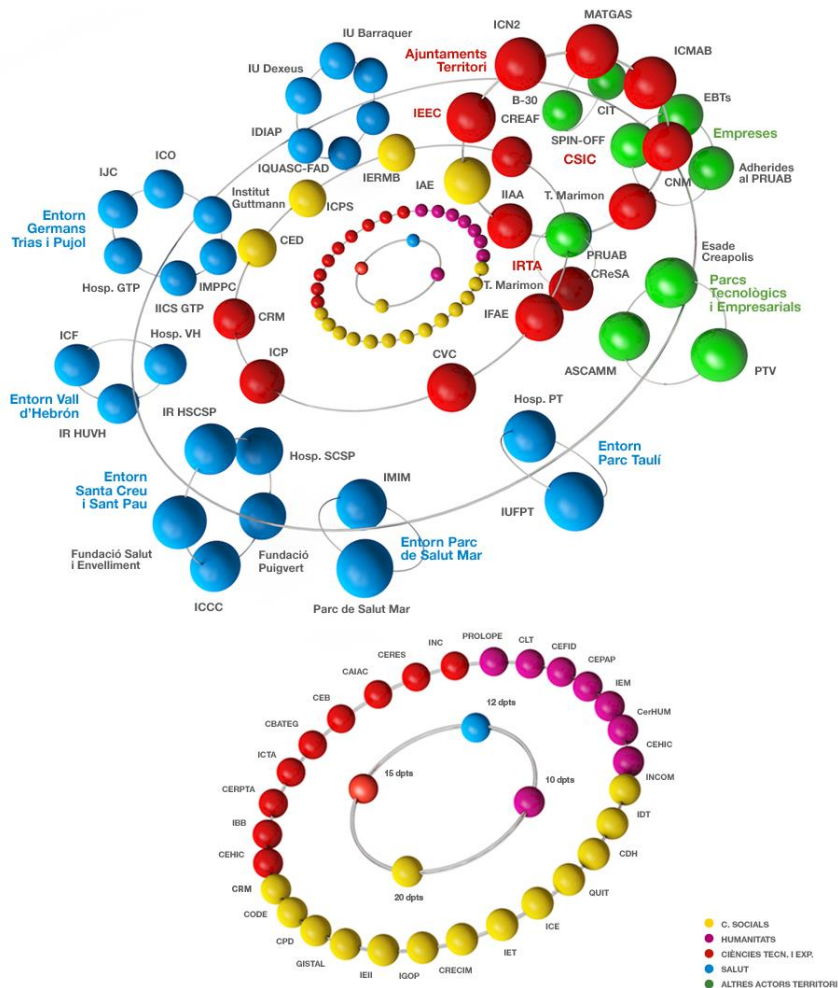 IU Barraquer
ICN2
MATGAS
IU Dexeus
Ajuntaments
Territori
ICMAB
B-30
CREAF
CIT
EBTs
IEEC
IDIAP
SPIN-OFF
CSIC
Empreses
IQUASC-FAD
IERMB
Adherides
al PRUAB
CNM
IJC
ICO
Institut
Guttmann
ICPS
IAE
IIAA
T. Marimon
Entorn
Germans
Trias i Pujol
CED
PRUAB
Esade
Creapolis
Hosp. GTP
IMPPC
IICS GTP
IRTA
CReSA
T. Marimon
Parcs
Tecnològics
i Empresarials
ICF
Hosp. VH
CRM
IFAE
ICP
CVC
ASCAMM
PTV
Entorn Vall
d'Hebrón
IR HUVH
IR HSCSP
Hosp. PT
Hosp. SCSP
Entorn
Parc Taulí
Entorn
Santa Creu
i Sant Pau
IMIM
IUFPT
Fundació Salut
i Envelliment
Fundació
Puigvert
Entorn Parc
de Salut Mar
ICCC
Parc de Salut Mar
PROLOPE
CLT
CEFID
CEPAP
IEM
CerHUM
CEHIC
INCOM
IDT
CDH
QUIT
ICE
IET
CRECIM
IGOP
IEII
GISTAL
CPD
CODE
CRM
CEHIC
IBB
CERPTA
ICTA
CBATEG
CEB
CAIAC
CERES
INC
12 dpts
15 dpts
10 dpts
20 dpts
C. SOCIALS
HUMANITATS
CIÈNCIES TECN. I EXP.
SALUT
ALTRES ACTORS TERRITORI